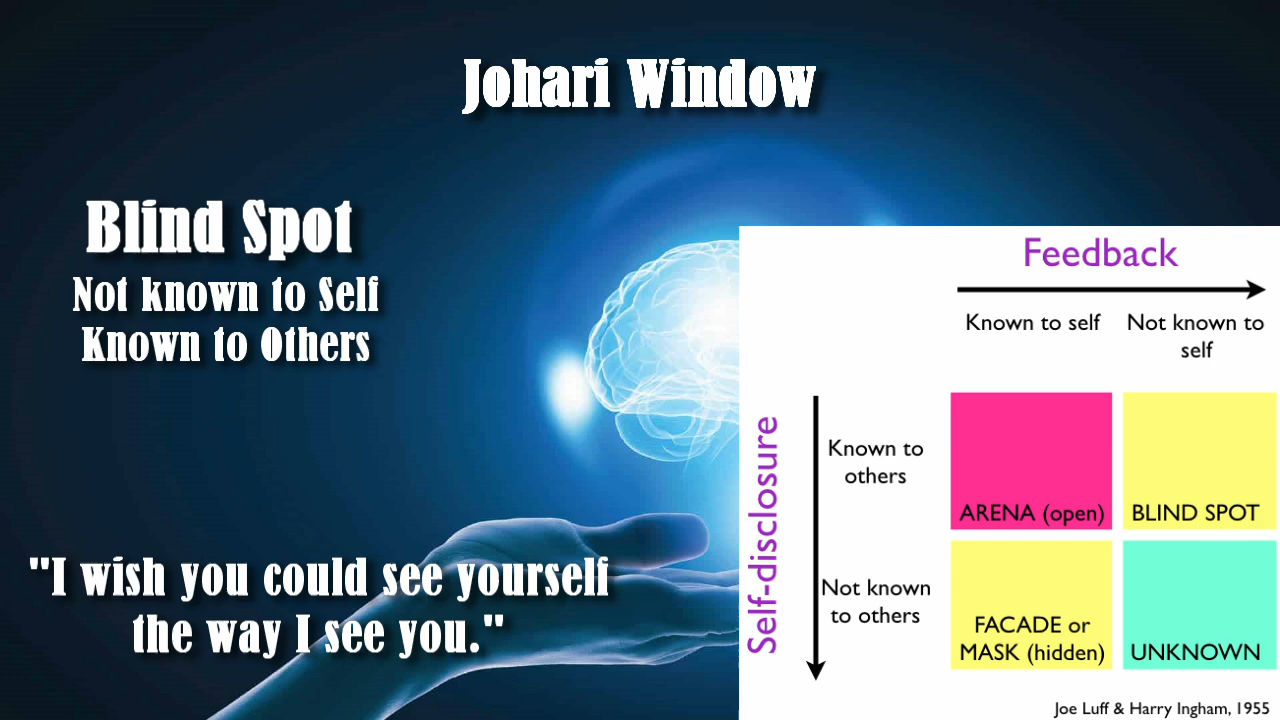 Johari Window
Blind Spot
Not known to Self
Known to Others
"I wish you could see yourself
the way I see you."
Feedback
Known to self
Not known to
self
Self-disclosure
Known to
others
ARENA (open)
BLIND SPOT
Not known
to others
FACADE or
MASK (hidden)
UNKNOWN
Joe Luff & Harry Ingham, 1955